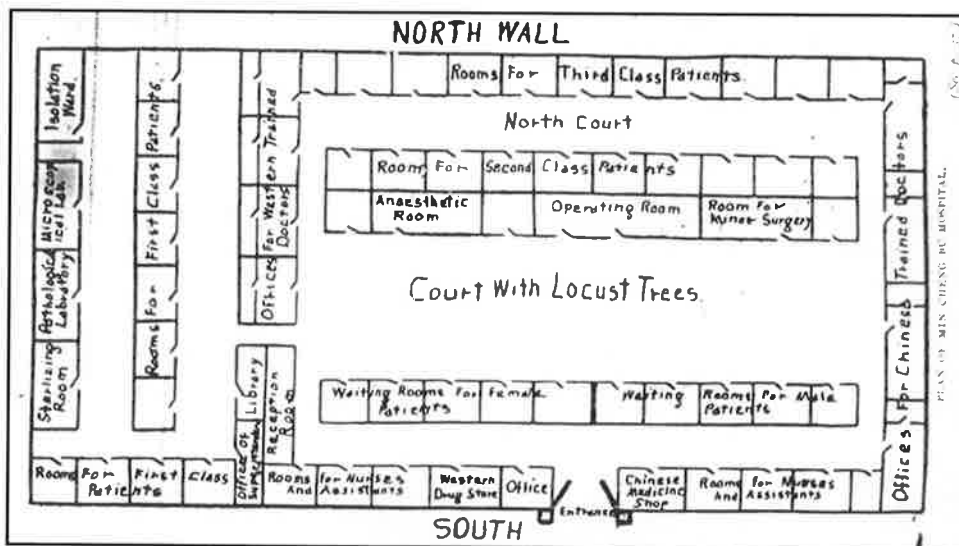 NORTH WALL
Rooms For Third Class Patients.
North Court
Room For Second Class Patients
Anaesthetic
Room
Operating Room
Room For
Minor Surgery
Court With Locust Trees.
Isolation
Ward.
Microscop
ical Lab.
Pathological
Labratory
Sterilizing
Room
Rooms For First Class Patients.
Offices For Western Trained
Doctors
Library
Reception
Room
Office of
Superintendent
Waiting Rooms For Female
Patients
Waiting Rooms For Male
Patients
Offices For Chinese Trained Doctors
Rooms For First Class
Patients
Rooms for Nurses
And Assistants
Western
Drug Store
Office
Entrance
Chinese
Medicine
Shop
Rooms for Nurses
And Assistants
SOUTH
PLAN OF MIN CHENG HU HOSPITAL.